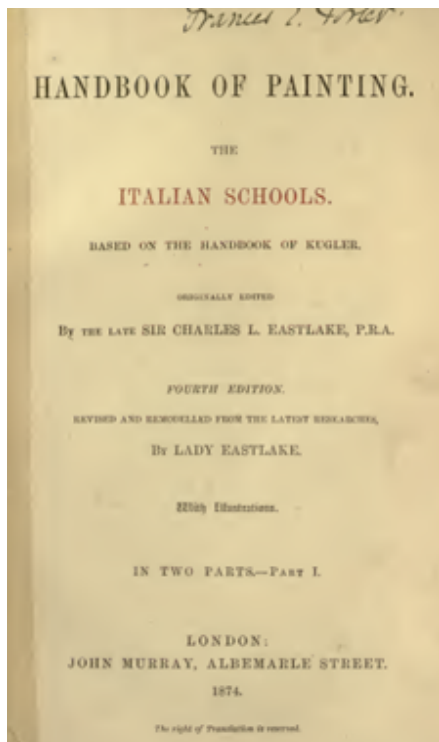 Frances
HANDBOOK OF PAINTING.
THE
ITALIAN SCHOOLS.
BASED ON THE HANDBOOK OF KUGLER.
ORIGINALLY EDITED
BY THE LATE SIR CHARLES L. EASTLAKE, P.R.A.
FOURTH EDITION.
REVISED AND REMODELLED FROM THE LATEST RESEARCHES,
BY LADY EASTLAKE.
With Illustrations.
IN TWO PARTS.—PART I.
LONDON:
JOHN MURRAY, ALBEMARLE STREET.
1874.
The right of Translation is reserved.